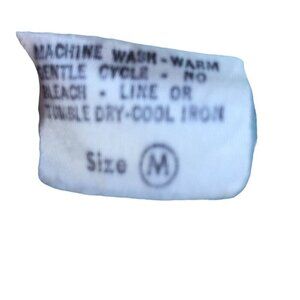 MACHINE WASH-WARM
GENTLE CYCLE - NO
BLEACH - LINE OR
TUMBLE DRY-COOL IRON
Size M